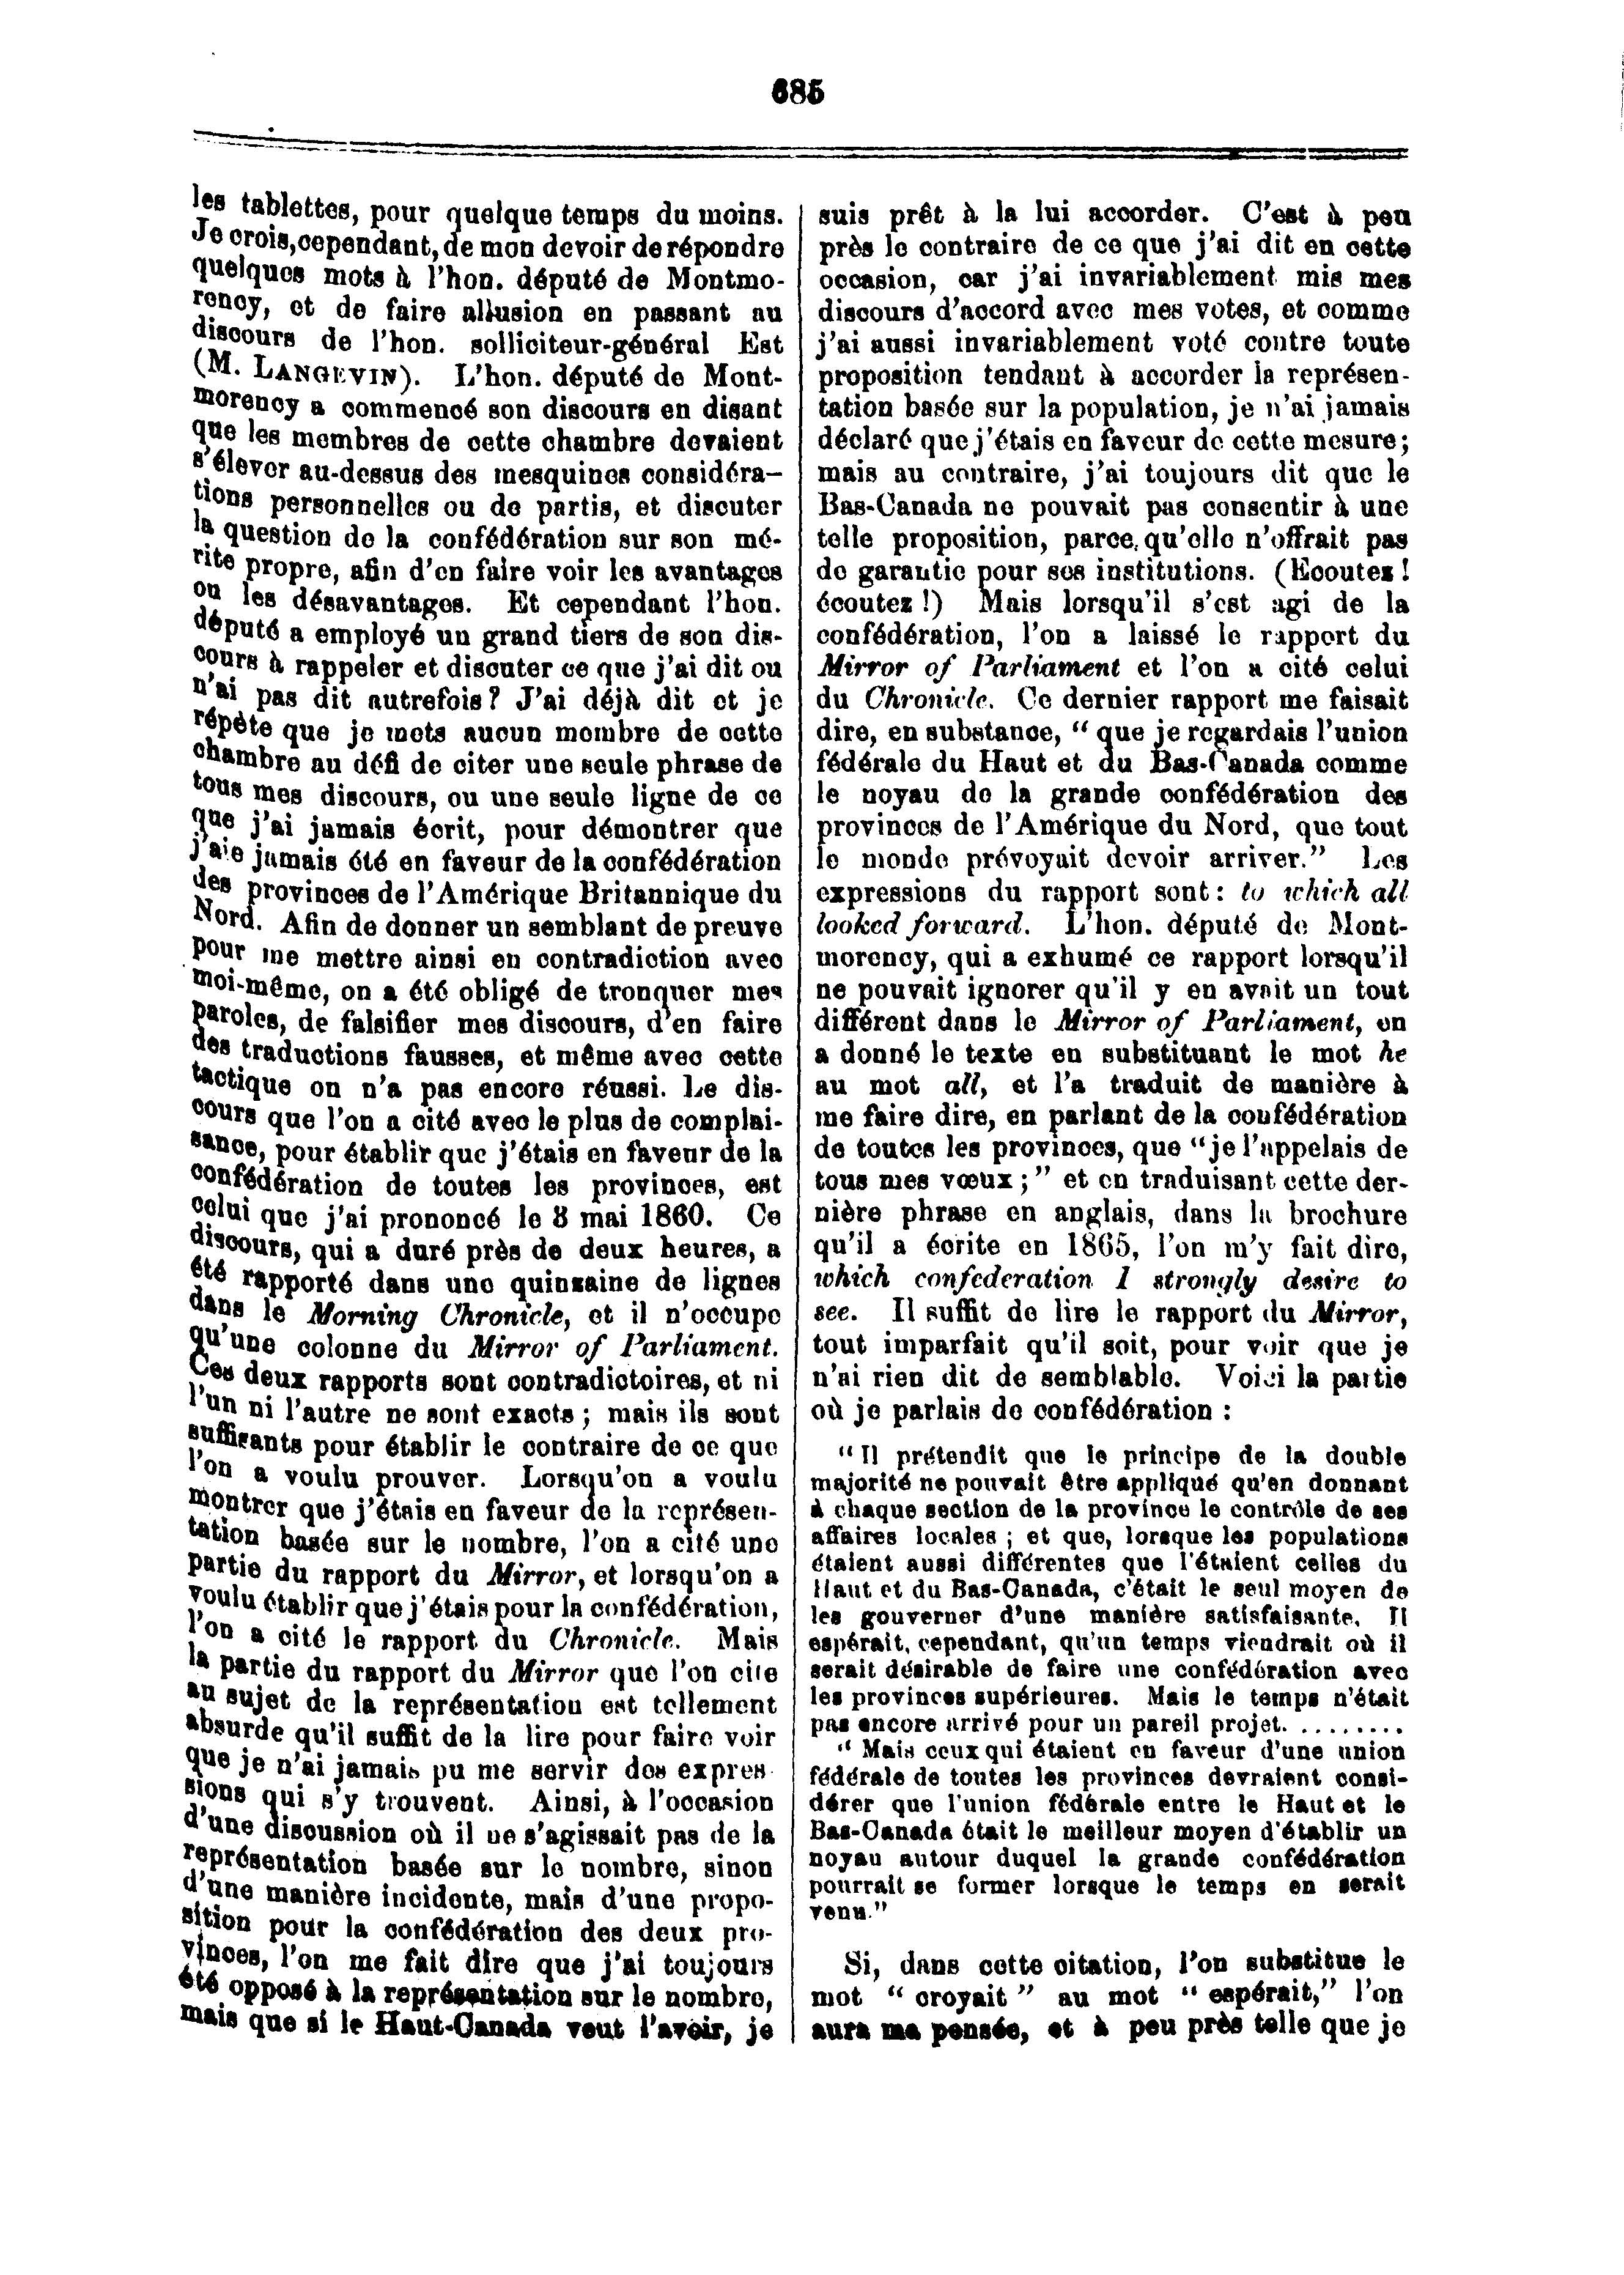 685
les tablettes, pour quelque temps du moins.
Je crois, cependant, de mon devoir de répondre
quelques mots à l'hon. député de Montmo-
rency, et de faire allusion en passant au
discours de l'hon. solliciteur-général Est
(M. LANGEVIN). L'hon. député de Mont-
morency a commencé son discours en disant
que les membres de cette chambre devaient
s'élever au-dessus des mesquines considéra-
tions personnelles ou de partis, et discuter
la question de la confédération sur son mé-
rite propre, afin d'en faire voir les avantages
ou les désavantages. Et cependant l'hon.
député a employé un grand tiers de son dis-
cours à rappeler et discuter ce que j'ai dit ou
n'ai pas dit autrefois? J'ai déjà dit et je
répète que je mets aucun membre de cette
chambre au défi de citer une seule phrase de
tous mes discours, ou une seule ligne de ce
que j'ai jamais écrit, pour démontrer que
j'aie jamais été en faveur de la confédération
des provinces de l'Amérique Britannique du
Nord. Afin de donner un semblant de preuve
pour me mettre ainsi en contradiction avec
moi-même, on a été obligé de tronquer mes
paroles, de falsifier mes discours, d'en faire
des traductions fausses, et même avec cette
tactique on n'a pas encore réussi. Le dis-
cours que l'on a cité avec le plus de complai-
sance, pour établir que j'étais en faveur de la
confédération de toutes les provinces, est
celui que j'ai prononcé le 3 mai 1860. Ce
discours, qui a duré près de deux heures, a
été rapporté dans une quinzaine de lignes
dans le Morning Chronicle, et il n'occupe
qu'une colonne du Mirror of Parliament.
Ces deux rapports sont contradictoires, et ni
l'un ni l'autre ne sont exacts; mais ils sont
suffisants pour établir le contraire de ce que
l'on a voulu prouver. Lorsqu'on a voulu
montrer que j'étais en faveur de la représen-
tation basée sur le nombre, l'on a cité une
partie du rapport du Mirror, et lorsqu'on a
voulu établir que j'étais pour la confédération,
l'on a cité le rapport du Chronicle. Mais
la partie du rapport du Mirror que l'on cite
au sujet de la représentation est tellement
absurde qu'il suffit de la lire pour faire voir
que je n'ai jamais pu me servir des expres-
sions qui s'y trouvent. Ainsi, à l'occasion
d'une discussion où il ne s'agissait pas de la
représentation basée sur le nombre, sinon
d'une manière incidente, mais d'une propo-
sition pour la confédération des deux pro-
vinces, l'on me fait dire que j'ai toujours
été opposé à la représentation sur le nombre,
mais que si le Haut-Canada veut l'avoir, je
suis prêt à la lui accorder. C'est à peu
près le contraire de ce que j'ai dit en cette
occasion, car j'ai invariablement mis mes
discours d'accord avec mes votes, et comme
j'ai aussi invariablement voté contre toute
proposition tendant à accorder la représen-
tation basée sur la population, je n'ai jamais
déclaré que j'étais en faveur de cette mesure;
mais au contraire, j'ai toujours dit que le
Bas-Canada ne pouvait pas consentir à une
telle proposition, parce qu'elle n'offrait pas
de garantie pour ses institutions. (Ecoutez!
écoutez!) Mais lorsqu'il s'est agi de la
confédération, l'on a laissé le rapport du
Mirror of Parliament et l'on a cité celui
du Chronicle. Ce dernier rapport me faisait
dire, en substance, " que je regardais l'union
fédérale du Haut et du Bas-Canada comme
le noyau de la grande confédération des
provinces de l'Amérique du Nord, que tout
le monde prévoyait devoir arriver." Les
expressions du rapport sont: to which all
looked forward. L'hon. député de Mont-
morency, qui a exhumé ce rapport lorsqu'il
ne pouvait ignorer qu'il y en avait un tout
différent dans le Mirror of Parliament, en
a donné le texte en substituant le mot he
au mot all, et l'a traduit de manière à
me faire dire, en parlant de la confédération
de toutes les provinces, que "je l'appelais de
tous mes vœux;" et en traduisant cette der-
nière phrase en anglais, dans la brochure
qu'il a écrite en 1865, l'on m'y fait dire,
which confederation I strongly desire to
see. Il suffit de lire le rapport du Mirror,
tout imparfait qu'il soit, pour voir que je
n'ai rien dit de semblable. Voici la partie
où je parlais de confédération :
" Il prétendit que le principe de la double
majorité ne pouvait être appliqué qu'en donnant
à chaque section de la province le contrôle de ses
affaires locales ; et que, lorsque les populations
étaient aussi différentes que l'étaient celles du
Haut et du Bas-Canada, c'était le seul moyen de
les gouverner d'une manière satisfaisante. Il
espérait, cependant, qu'un temps viendrait où il
serait désirable de faire une confédération avec
les provinces supérieures. Mais le temps n'était
pas encore arrivé pour un pareil projet. ........
" Mais ceux qui étaient en faveur d'une union
fédérale de toutes les provinces devraient consi-
dérer que l'union fédérale entre le Haut et le
Bas-Canada était le meilleur moyen d'établir un
noyau autour duquel la grande confédération
pourrait se former lorsque le temps en serait
venu."
Si, dans cette citation, l'on substitue le
mot " croyait " au mot " espérait," l'on
aura ma pensée, et à peu près telle que je